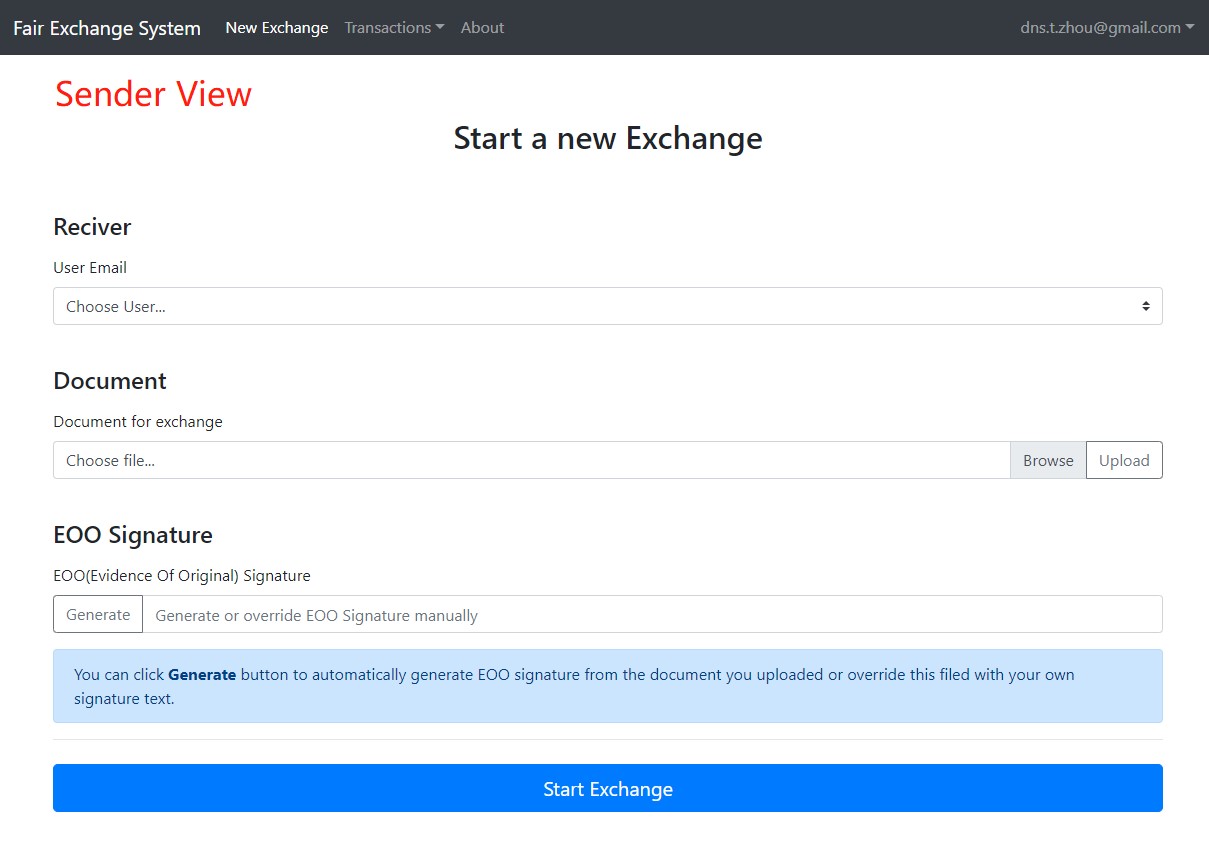 Fair Exchange System New Exchange Transactions About dns.t.zhou@gmail.com
Sender View
Start a new Exchange
Reciver
User Email
Choose User...
Document
Document for exchange
Choose file... Browse Upload
EOO Signature
EOO(Evidence Of Original) Signature
Generate Generate or override EOO Signature manually
You can click Generate button to automatically generate EOO signature from the document you uploaded or override this filed with your own
signature text.
Start Exchange